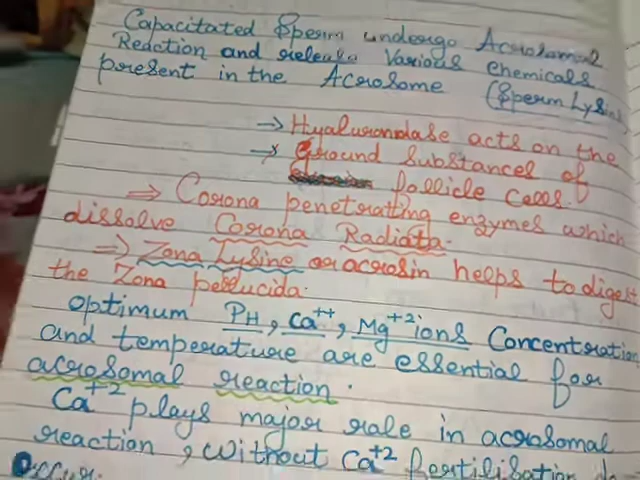 Capacitated Sperm undergo Acrosomal
Reaction and release Various Chemicals
present in the Acrosome (Sperm Lysin)
→ Hyaluronidase acts on the
→ Ground substances of
follicle cells.
⇒ Corona penetrating enzymes which
dissolve Corona Radiata.
⇒ Zona Lysine or acrosin helps to digest
the Zona pellucida.
Optimum PH, Ca++, Mg+2 ions Concentration
and temperature are essential for
acrosomal reaction.
Ca+2 plays major role in acrosomal
reaction, without Ca+2 fertilisation
Occur.